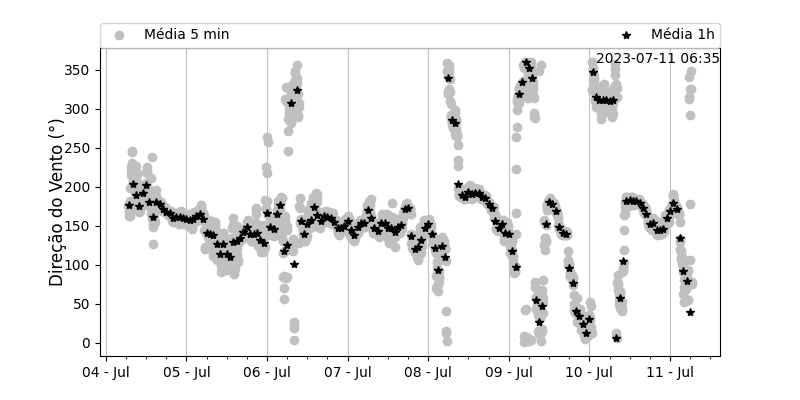 Média 5 min
Média 1h
2023-07-11 06:35
Direção do Vento (°)
350
300
250
200
150
100
50
0
04 - Jul
05 - Jul
06 - Jul
07 - Jul
08 - Jul
09 - Jul
10 - Jul
11 - Jul